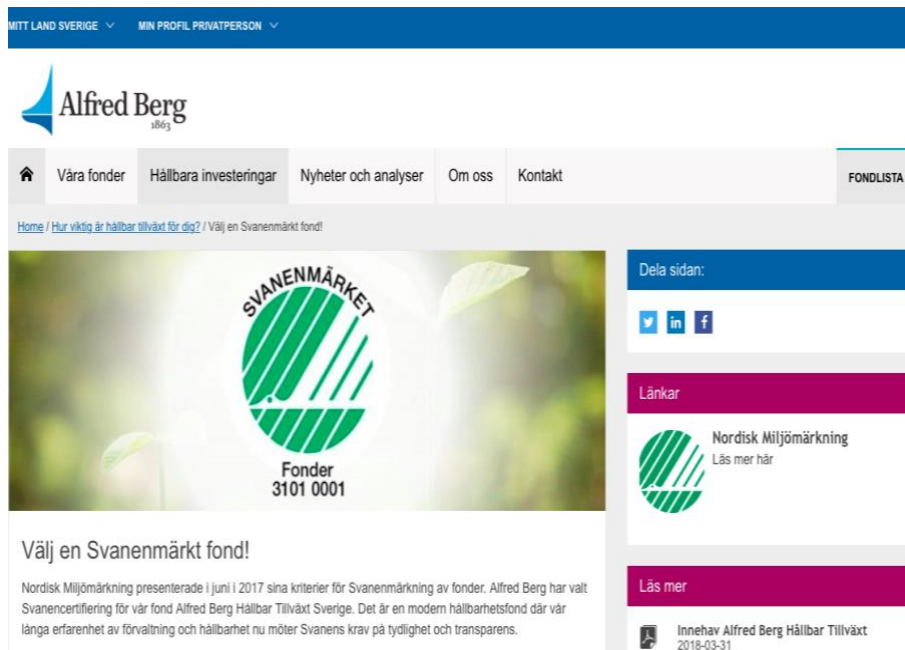 MITT LAND SVERIGE
MIN PROFIL PRIVATPERSON
Alfred Berg
1863
Våra fonder
Hållbara investeringar
Nyheter och analyser
Om oss
Kontakt
FONDLISTA
Home / Hur viktig är hållbar tillväxt för dig? / Välj en Svanenmärkt fond!
SVANENMÄRKET
Fonder
3101 0001
Välj en Svanenmärkt fond!
Nordisk Miljömärkning presenterade i juni i 2017 sina kriterier för Svanenmärkning av fonder. Alfred Berg har valt
Svanencertifiering för vår fond Alfred Berg Hållbar Tillväxt Sverige. Det är en modern hållbarhetsfond där vår
långa erfarenhet av förvaltning och hållbarhet nu möter Svanens krav på tydlighet och transparens.
Dela sidan:
Länkar
Nordisk Miljömärkning
Läs mer här
Läs mer
Innehav Alfred Berg Hållbar Tillväxt
2018-03-31